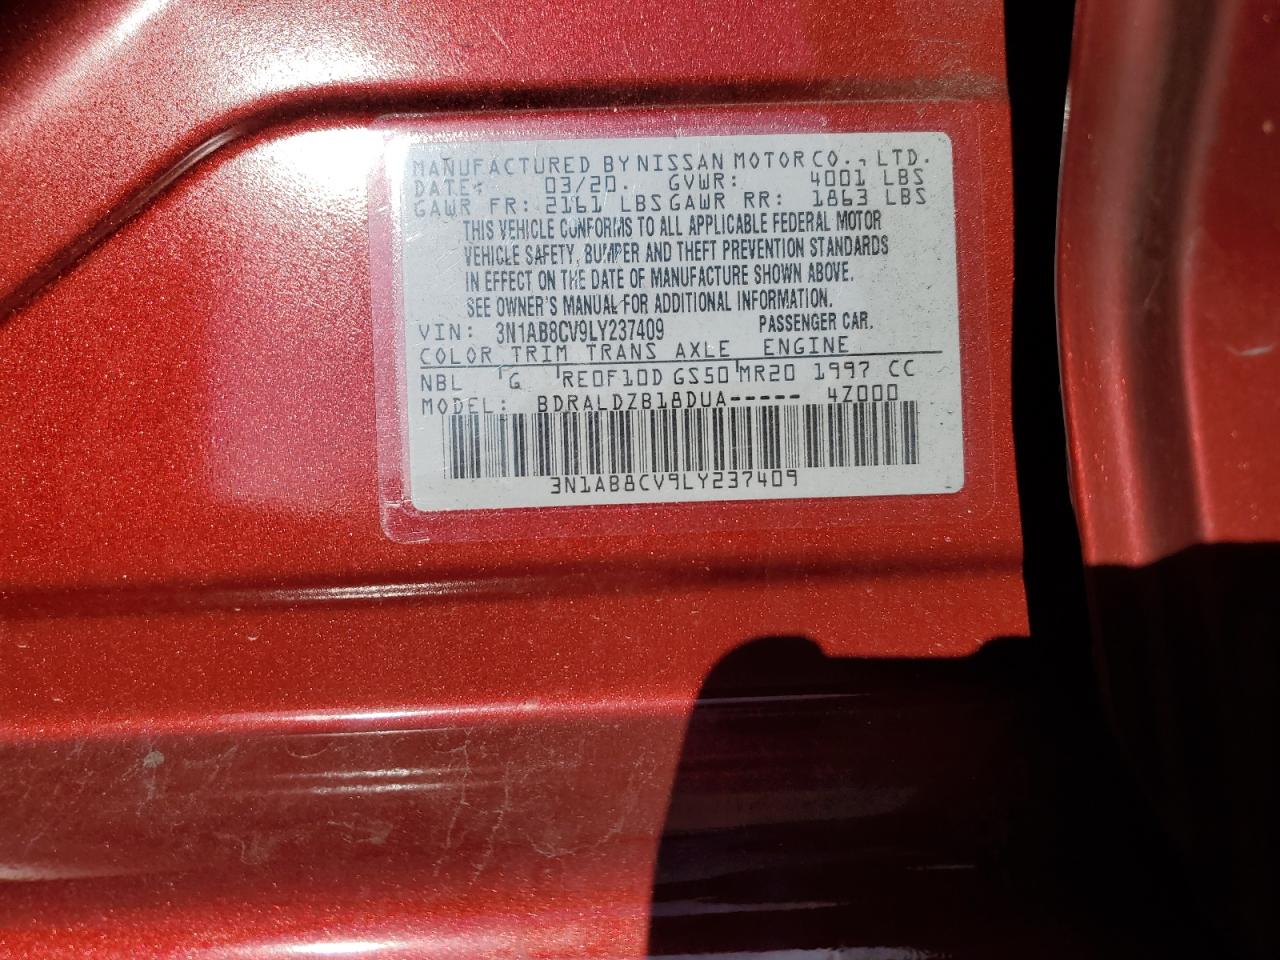 MANUFACTURED BY NISSAN MOTOR CO., LTD.
DATE: 03/20. GVWR: 4001 LBS
GAWR FR: 2161 LBS GAWR RR: 1863 LBS
THIS VEHICLE CONFORMS TO ALL APPLICABLE FEDERAL MOTOR
VEHICLE SAFETY, BUMPER AND THEFT PREVENTION STANDARDS
IN EFFECT ON THE DATE OF MANUFACTURE SHOWN ABOVE.
SEE OWNER'S MANUAL FOR ADDITIONAL INFORMATION.
VIN: 3N1AB8CV9LY237409 PASSENGER CAR.
COLOR TRIM TRANS AXLE ENGINE
NBL G RE0F10D GS50 MR20 1997 CC
MODEL: BDRALDZB18DUA----- 4Z000
3N1AB8CV9LY237409